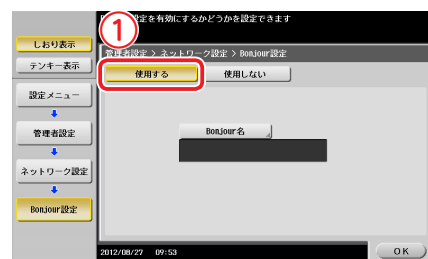 設定を有効にするかどうかを設定できます
①
管理者設定 > ネットワーク設定 > Bonjour設定
しおり表示
テンキー表示
使用する
使用しない
設定メニュー
管理者設定
Bonjour名
ネットワーク設定
Bonjour設定
2012/08/27 09:53
OK